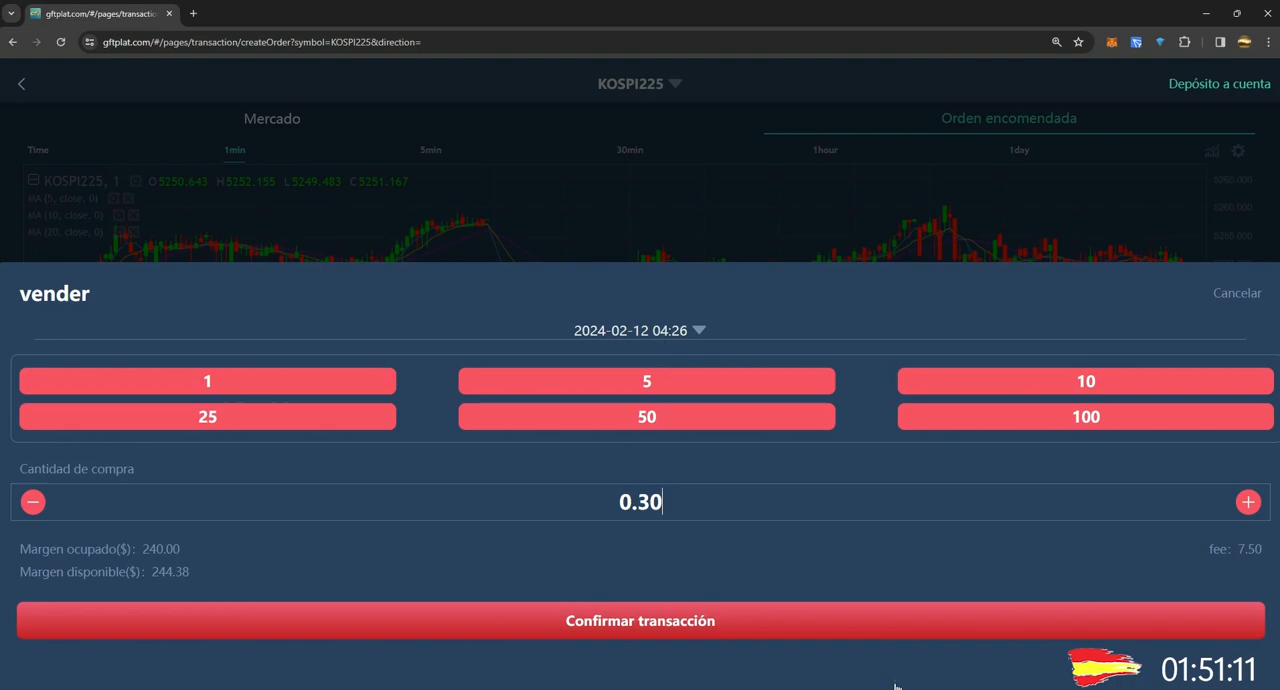 gftplat.com/#/pages/transactio
gftplat.com/#/pages/transaction/createOrder?symbol=KOSPI225&direction=
KOSPI225
Depósito a cuenta
Mercado
Orden encomendada
Time 1min 5min 30min 1hour 1day
KOSPI225, 1 O5250.643 H5252.155 L5249.483 C5251.167
MA (5, close, 0)
MA (10, close, 0)
MA (20, close, 0)
5260.000
vender
Cancelar
2024-02-12 04:26
1 5 10
25 50 100
Cantidad de compra
0.30
Margen ocupado($): 240.00
fee: 7.50
Margen disponible($): 244.38
Confirmar transacción
01:51:11